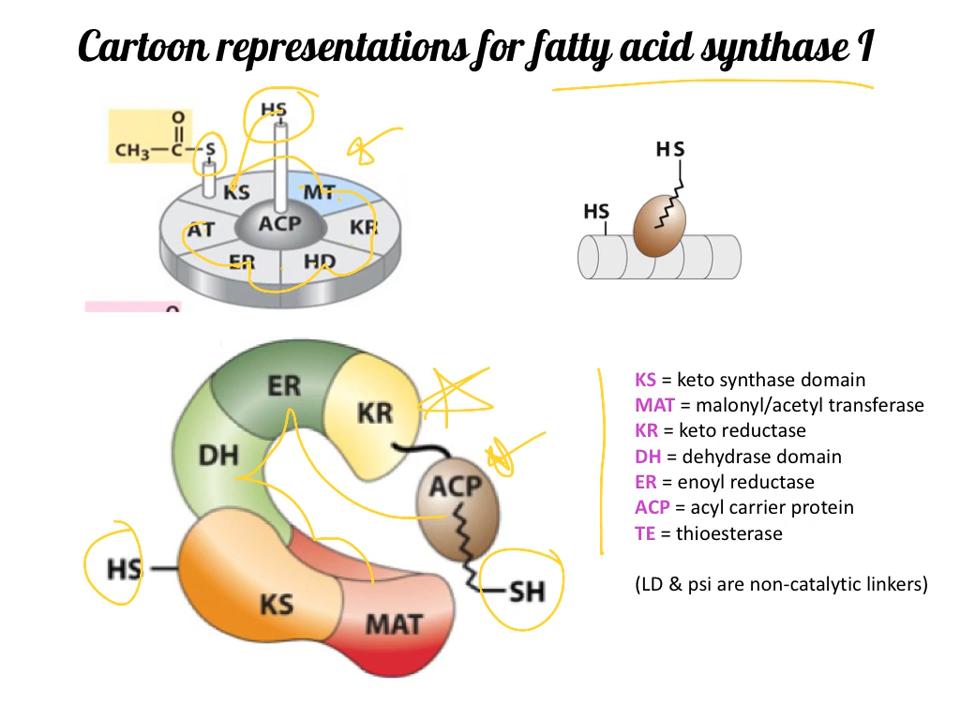 Cartoon representations for fatty acid synthase I
HS
O
CH3—C—S
KS
MT
AT
ACP
KR
ER
HD
O
HS
HS
ER
KR
DH
ACP
HS
SH
KS
MAT
KS = keto synthase domain
MAT = malonyl/acetyl transferase
KR = keto reductase
DH = dehydrase domain
ER = enoyl reductase
ACP = acyl carrier protein
TE = thioesterase
(LD & psi are non-catalytic linkers)